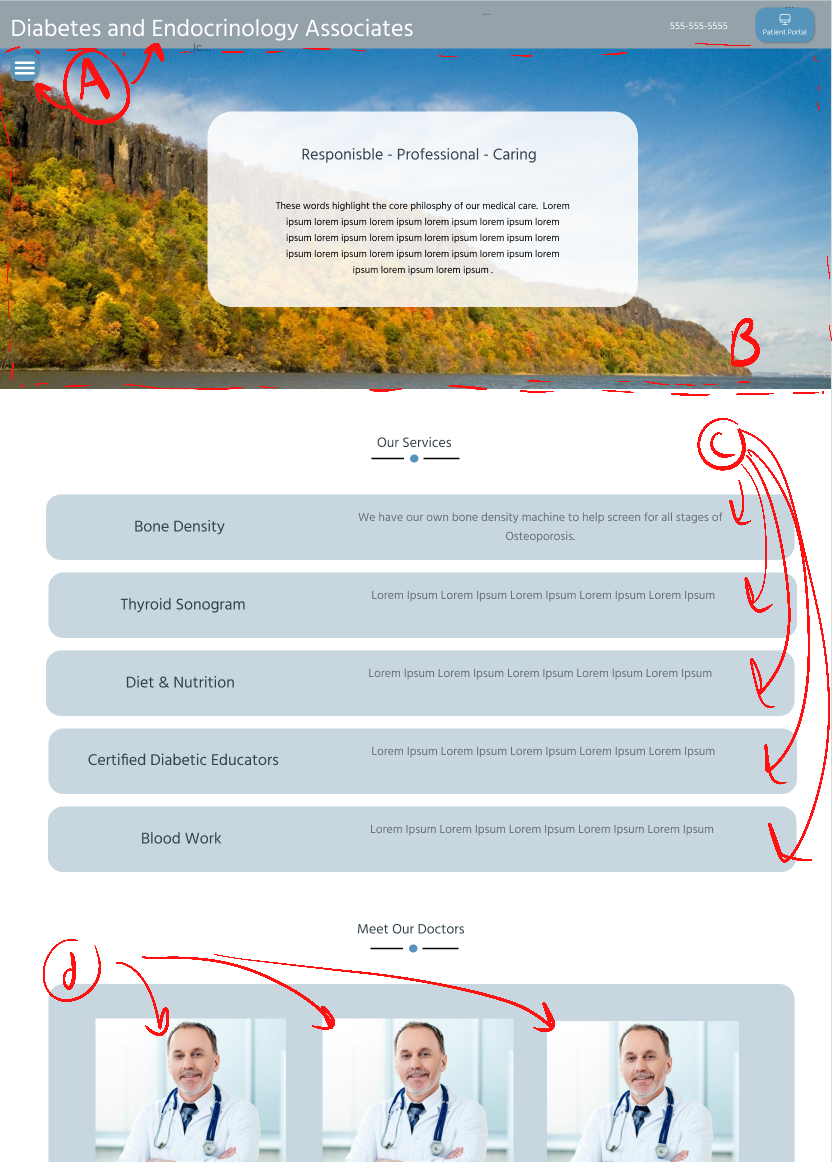 Diabetes and Endocrinology Associates
...
...
555-555-5555
Patient Portal
A
Responisble - Professional - Caring
These words highlight the core philosphy of our medical care. Lorem
ipsum lorem ipsum lorem ipsum lorem ipsum lorem ipsum lorem
ipsum lorem ipsum lorem ipsum lorem ipsum lorem ipsum lorem
ipsum lorem ipsum lorem ipsum lorem ipsum lorem ipsum lorem
ipsum lorem ipsum lorem ipsum .
B
Our Services
C
Bone Density
We have our own bone density machine to help screen for all stages of
Osteoporosis.
Thyroid Sonogram
Lorem Ipsum Lorem Ipsum Lorem Ipsum Lorem Ipsum Lorem Ipsum
Diet & Nutrition
Lorem Ipsum Lorem Ipsum Lorem Ipsum Lorem Ipsum Lorem Ipsum
Certified Diabetic Educators
Lorem Ipsum Lorem Ipsum Lorem Ipsum Lorem Ipsum Lorem Ipsum
Blood Work
Lorem Ipsum Lorem Ipsum Lorem Ipsum Lorem Ipsum Lorem Ipsum
Meet Our Doctors
d